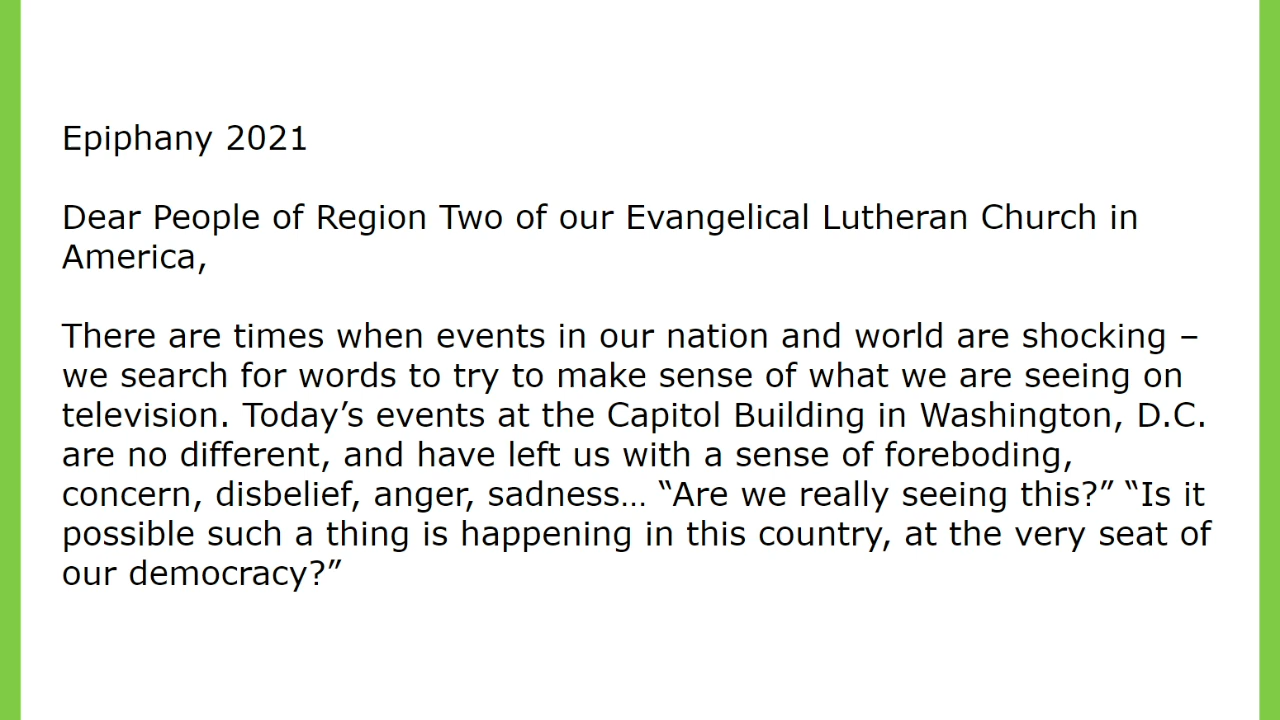 Epiphany 2021
Dear People of Region Two of our Evangelical Lutheran Church in
America,
There are times when events in our nation and world are shocking –
we search for words to try to make sense of what we are seeing on
television. Today’s events at the Capitol Building in Washington, D.C.
are no different, and have left us with a sense of foreboding,
concern, disbelief, anger, sadness… “Are we really seeing this?” “Is it
possible such a thing is happening in this country, at the very seat of
our democracy?”